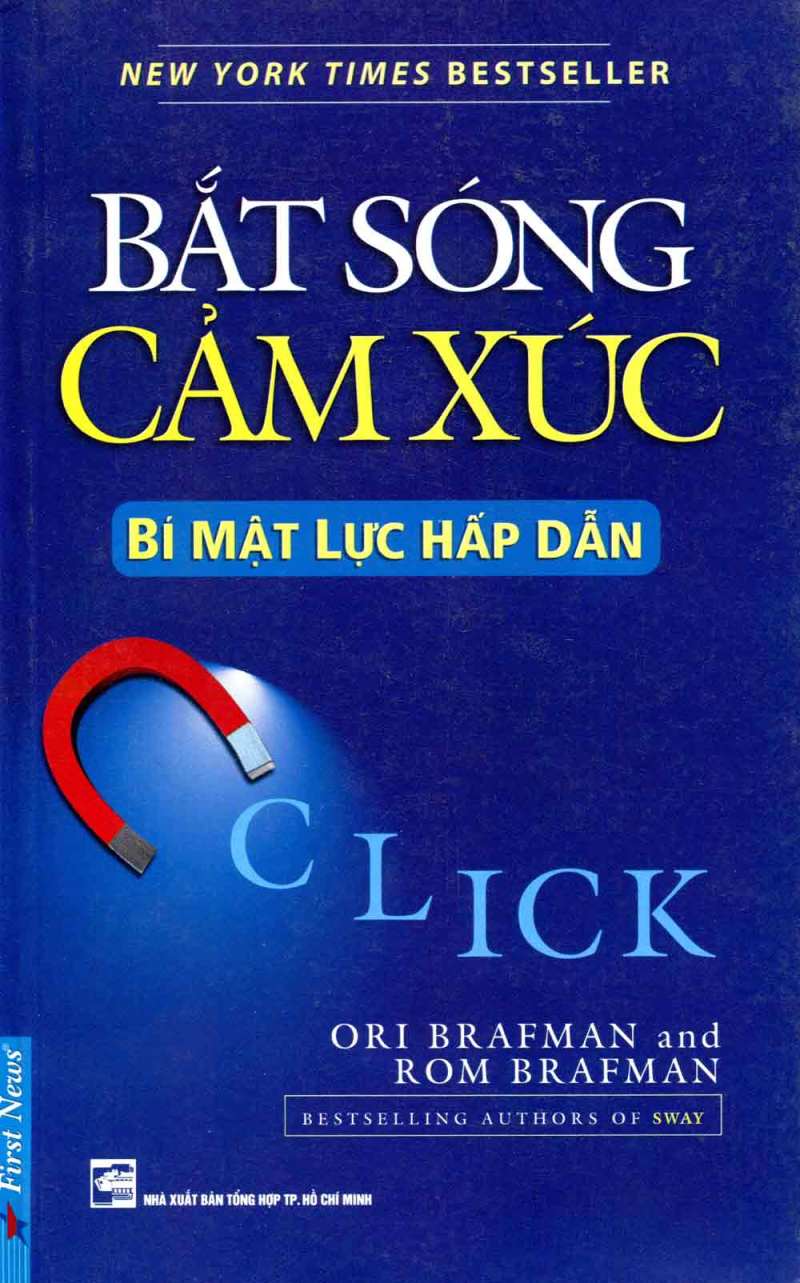 NEW YORK TIMES BESTSELLER
BẮT SÓNG
CẢM XÚC
BÍ MẬT LỰC HẤP DẪN
CLICK
ORI BRAFMAN and
ROM BRAFMAN
BESTSELLING AUTHORS OF SWAY
First News®
NHÀ XUẤT BẢN TỔNG HỢP TP. HỒ CHÍ MINH